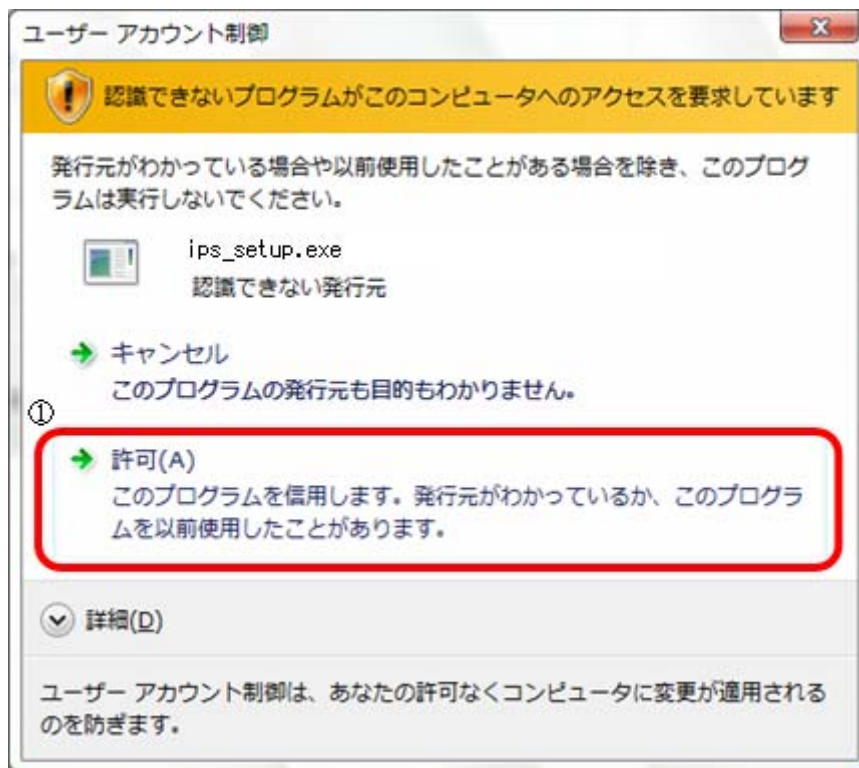 ユーザー アカウント制御
認識できないプログラムがこのコンピュータへのアクセスを要求しています
発行元がわかっている場合や以前使用したことがある場合を除き、このプログ
ラムは実行しないでください。
ips_setup.exe
認識できない発行元
キャンセル
このプログラムの発行元も目的もわかりません。
①
許可(A)
このプログラムを信用します。発行元がわかっているか、このプログラ
ムを以前使用したことがあります。
詳細(D)
ユーザー アカウント制御は、あなたの許可なくコンピュータに変更が適用される
のを防ぎます。